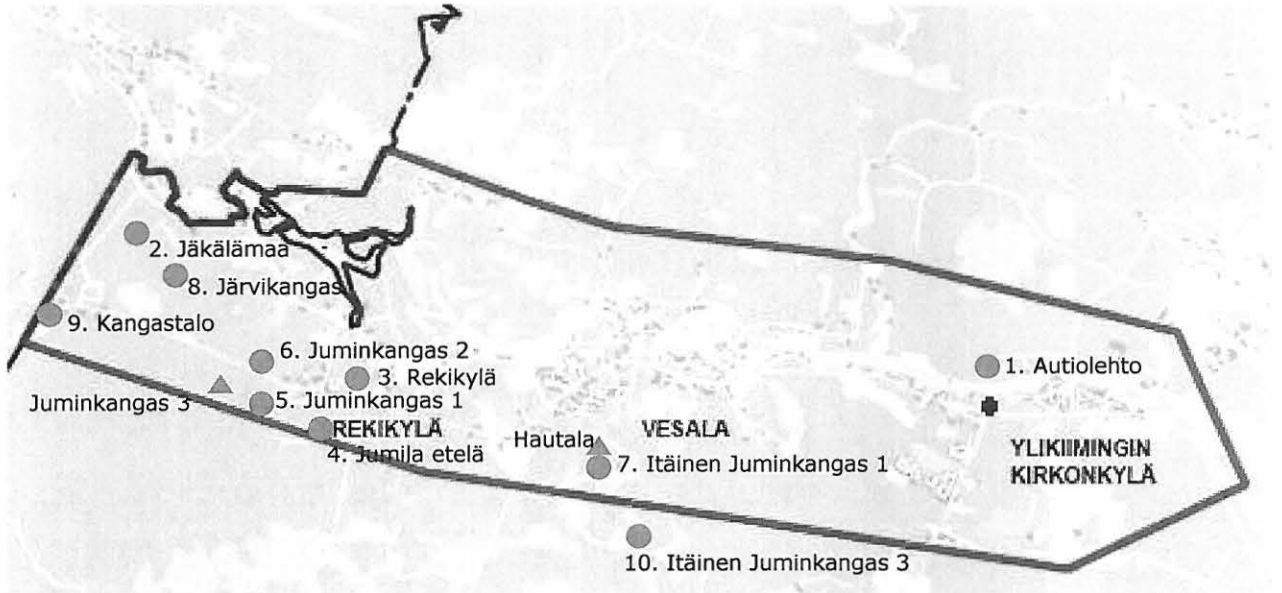 2. Jäkälämaa
8. Järvikangas
9. Kangastalo
6. Juminkangas 2
3. Rekikylä
1. Autiolehto
Juminkangas 3
5. Juminkangas 1
REKIKYLÄ
4. Jumila etelä
Hautala
VESALA
7. Itäinen Juminkangas 1
YLIKIIMINGIN
KIRKONKYLÄ
10. Itäinen Juminkangas 3